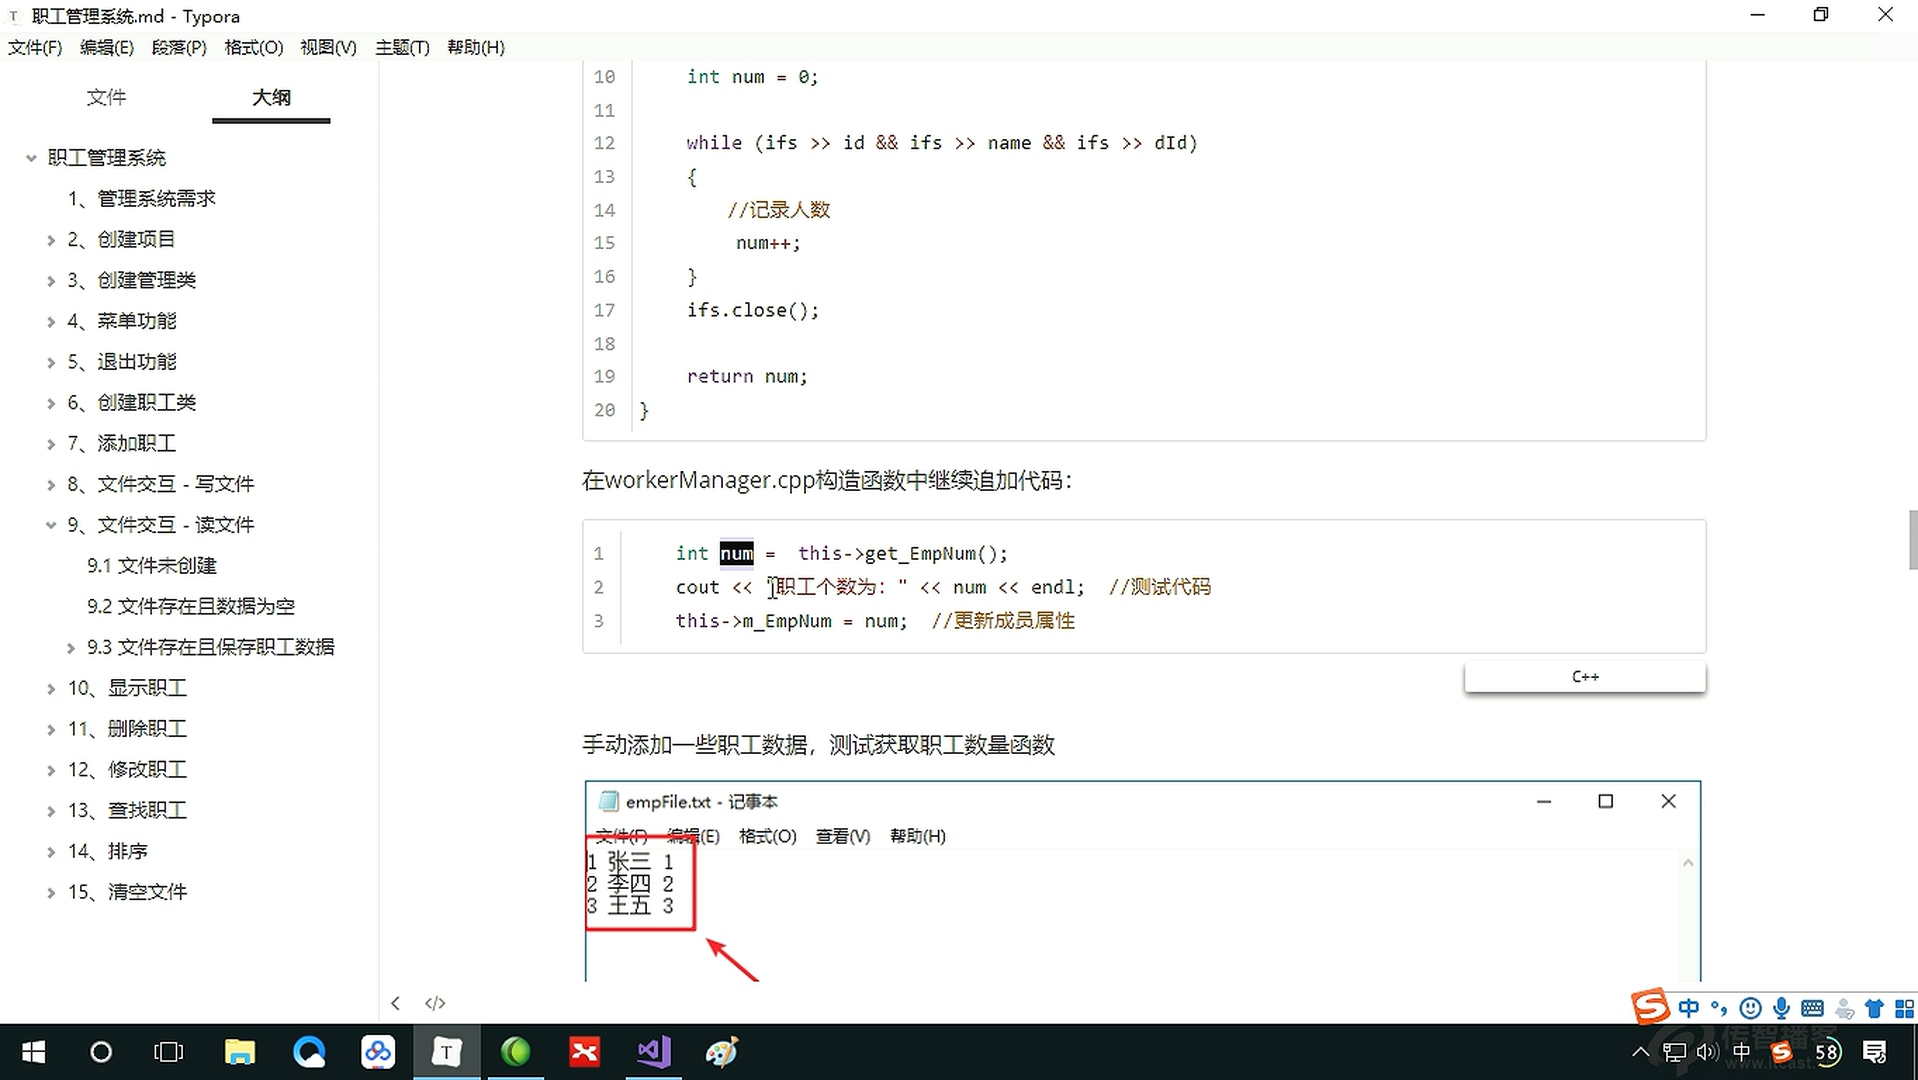 职工管理系统.md - Typora
文件(F) 编辑(E) 段落(P) 格式(O) 视图(V) 主题(T) 帮助(H)
文件 大纲
职工管理系统
1、管理系统需求
2、创建项目
3、创建管理类
4、菜单功能
5、退出功能
6、创建职工类
7、添加职工
8、文件交互 - 写文件
9、文件交互 - 读文件
9.1 文件未创建
9.2 文件存在且数据为空
9.3 文件存在且保存职工数据
10、显示职工
11、删除职工
12、修改职工
13、查找职工
14、排序
15、清空文件
10 int num = 0;
11
12 while (ifs >> id && ifs >> name && ifs >> dId)
13 {
14 //记录人数
15 num++;
16 }
17 ifs.close();
18
19 return num;
20 }
在workerManager.cpp构造函数中继续追加代码：
1 int num = this->get_EmpNum();
2 cout << "职工个数为：" << num << endl; //测试代码
3 this->m_EmpNum = num; //更新成员属性
C++
手动添加一些职工数据，测试获取职工数量函数
empFile.txt - 记事本
文件(F) 编辑(E) 格式(O) 查看(V) 帮助(H)
1 张三 1
2 李四 2
3 王五 3
中
中 58
传智播客